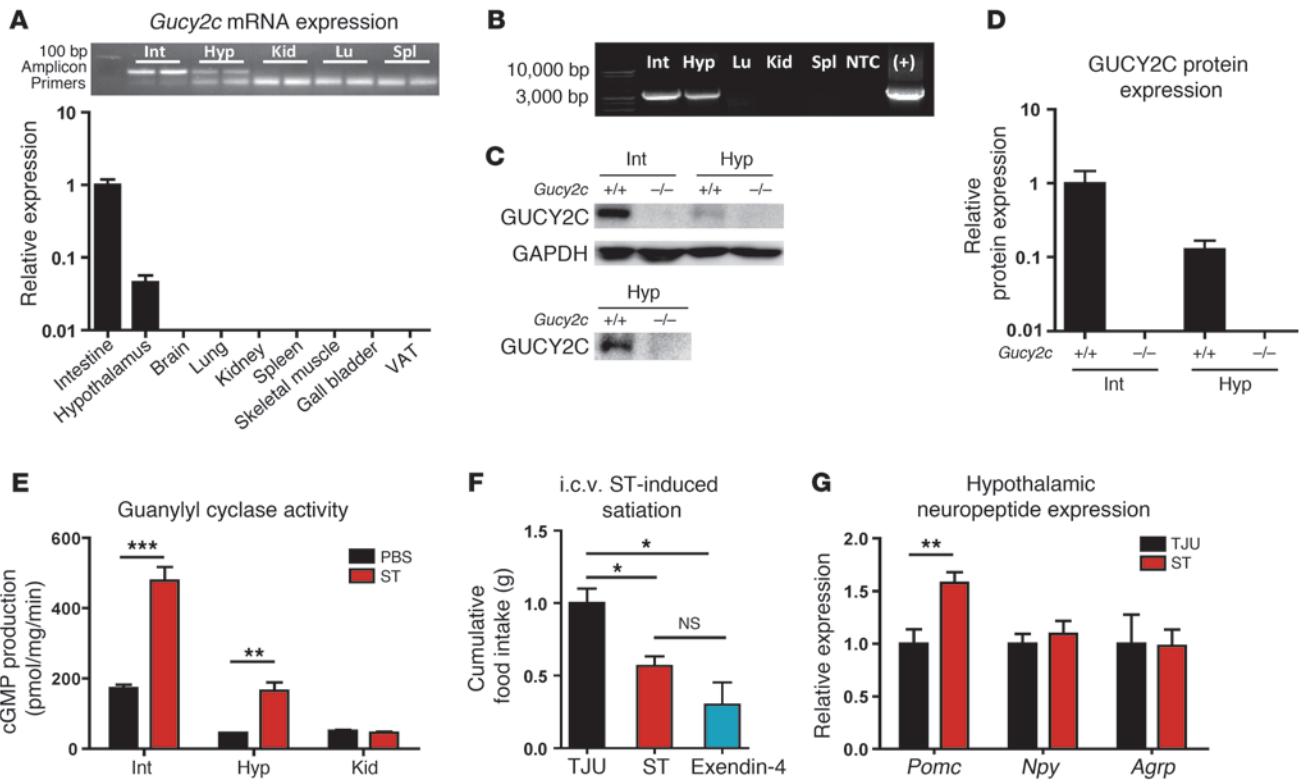 A
Gucy2c mRNA expression
100 bp
Amplicon
Primers
Int Hyp Kid Lu Spl
Relative expression
10
1
0.1
0.01
Intestine
Hypothalamus
Brain
Lung
Kidney
Spleen
Skeletal muscle
Gall bladder
VAT
B
Int Hyp Lu Kid Spl NTC (+)
10,000 bp
3,000 bp
C
Int Hyp
Gucy2c +/+ –/– +/+ –/–
GUCY2C
GAPDH
Hyp
Gucy2c +/+ –/–
GUCY2C
D
GUCY2C protein
expression
Relative
protein expression
10
1
0.1
0.01
Gucy2c +/+ –/– +/+ –/–
Int Hyp
E
Guanylyl cyclase activity
cGMP production
(pmol/mg/min)
600
400
200
0
***
**
PBS
ST
Int Hyp Kid
F
i.c.v. ST-induced
satiation
Cumulative
food intake (g)
1.5
1.0
0.5
0.0
*
*
NS
TJU ST Exendin-4
G
Hypothalamic
neuropeptide expression
Relative expression
2.0
1.5
1.0
0.5
0.0
**
TJU
ST
Pomc Npy Agrp